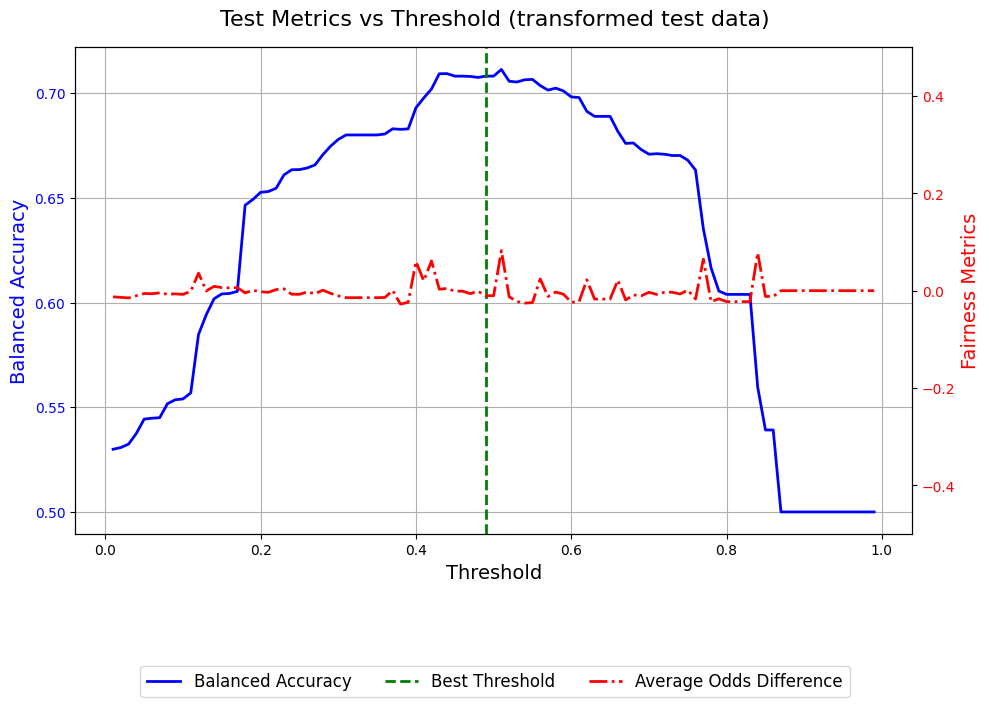 Test Metrics vs Threshold (transformed test data)
Balanced Accuracy
0.70
0.65
0.60
0.55
0.50
0.4
0.2
0.0
−0.2
−0.4
Fairness Metrics
0.0 0.2 0.4 0.6 0.8 1.0
Threshold
Balanced Accuracy Best Threshold Average Odds Difference